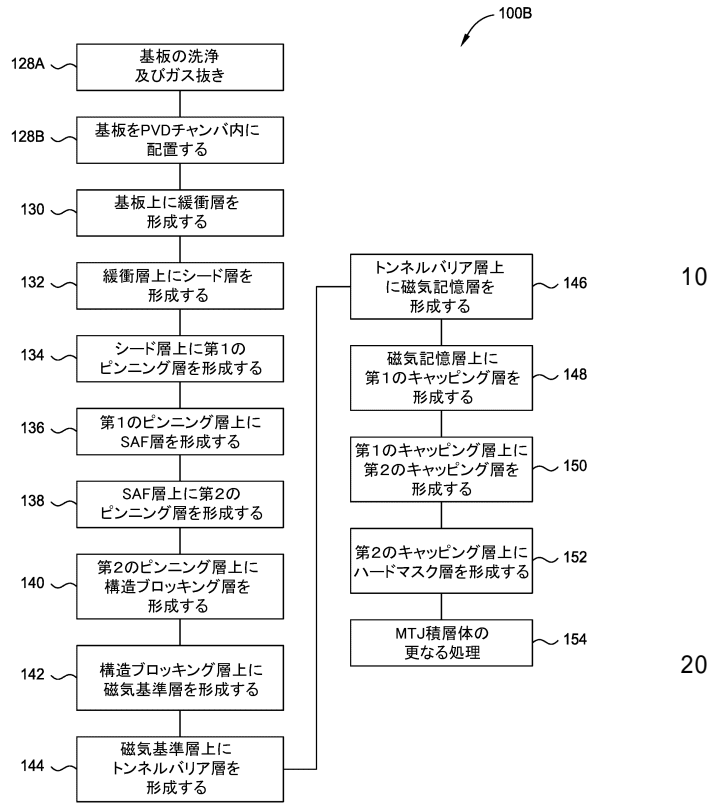 100B
128A
基板の洗浄
及びガス抜き
128B
基板をPVDチャンバ内に
配置する
130
基板上に緩衝層を
形成する
132
緩衝層上にシード層を
形成する
134
シード層上に第1の
ピンニング層を形成する
136
第1のピンニング層上に
SAF層を形成する
138
SAF層上に第2の
ピンニング層を形成する
140
第2のピンニング層上に
構造ブロッキング層を
形成する
142
構造ブロッキング層上に
磁気基準層を形成する
144
磁気基準層上に
トンネルバリア層を
形成する
トンネルバリア層上
に磁気記憶層を
形成する
146
磁気記憶層上に
第1のキャッピング層を
形成する
148
第1のキャッピング層上に
第2のキャッピング層を
形成する
150
第2のキャッピング層上に
ハードマスク層を形成する
152
MTJ積層体の
更なる処理
154
10
20